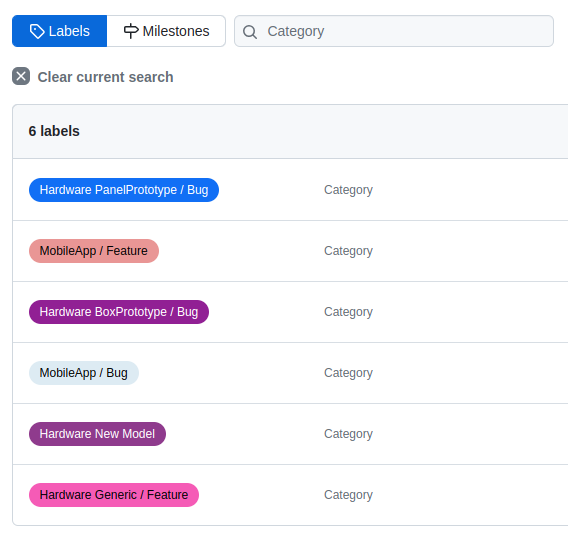 Labels Milestones Category
Clear current search
6 labels
Hardware PanelPrototype / Bug Category
MobileApp / Feature Category
Hardware BoxPrototype / Bug Category
MobileApp / Bug Category
Hardware New Model Category
Hardware Generic / Feature Category